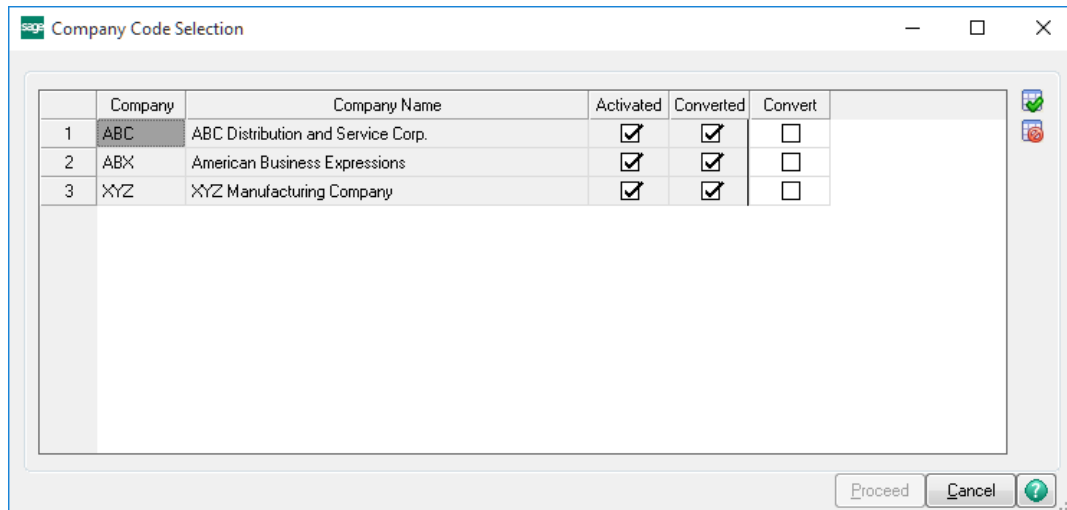 sage Company Code Selection
Company Company Name Activated Converted Convert
1 ABC ABC Distribution and Service Corp.
2 ABX American Business Expressions
3 XYZ XYZ Manufacturing Company
Proceed Cancel ?